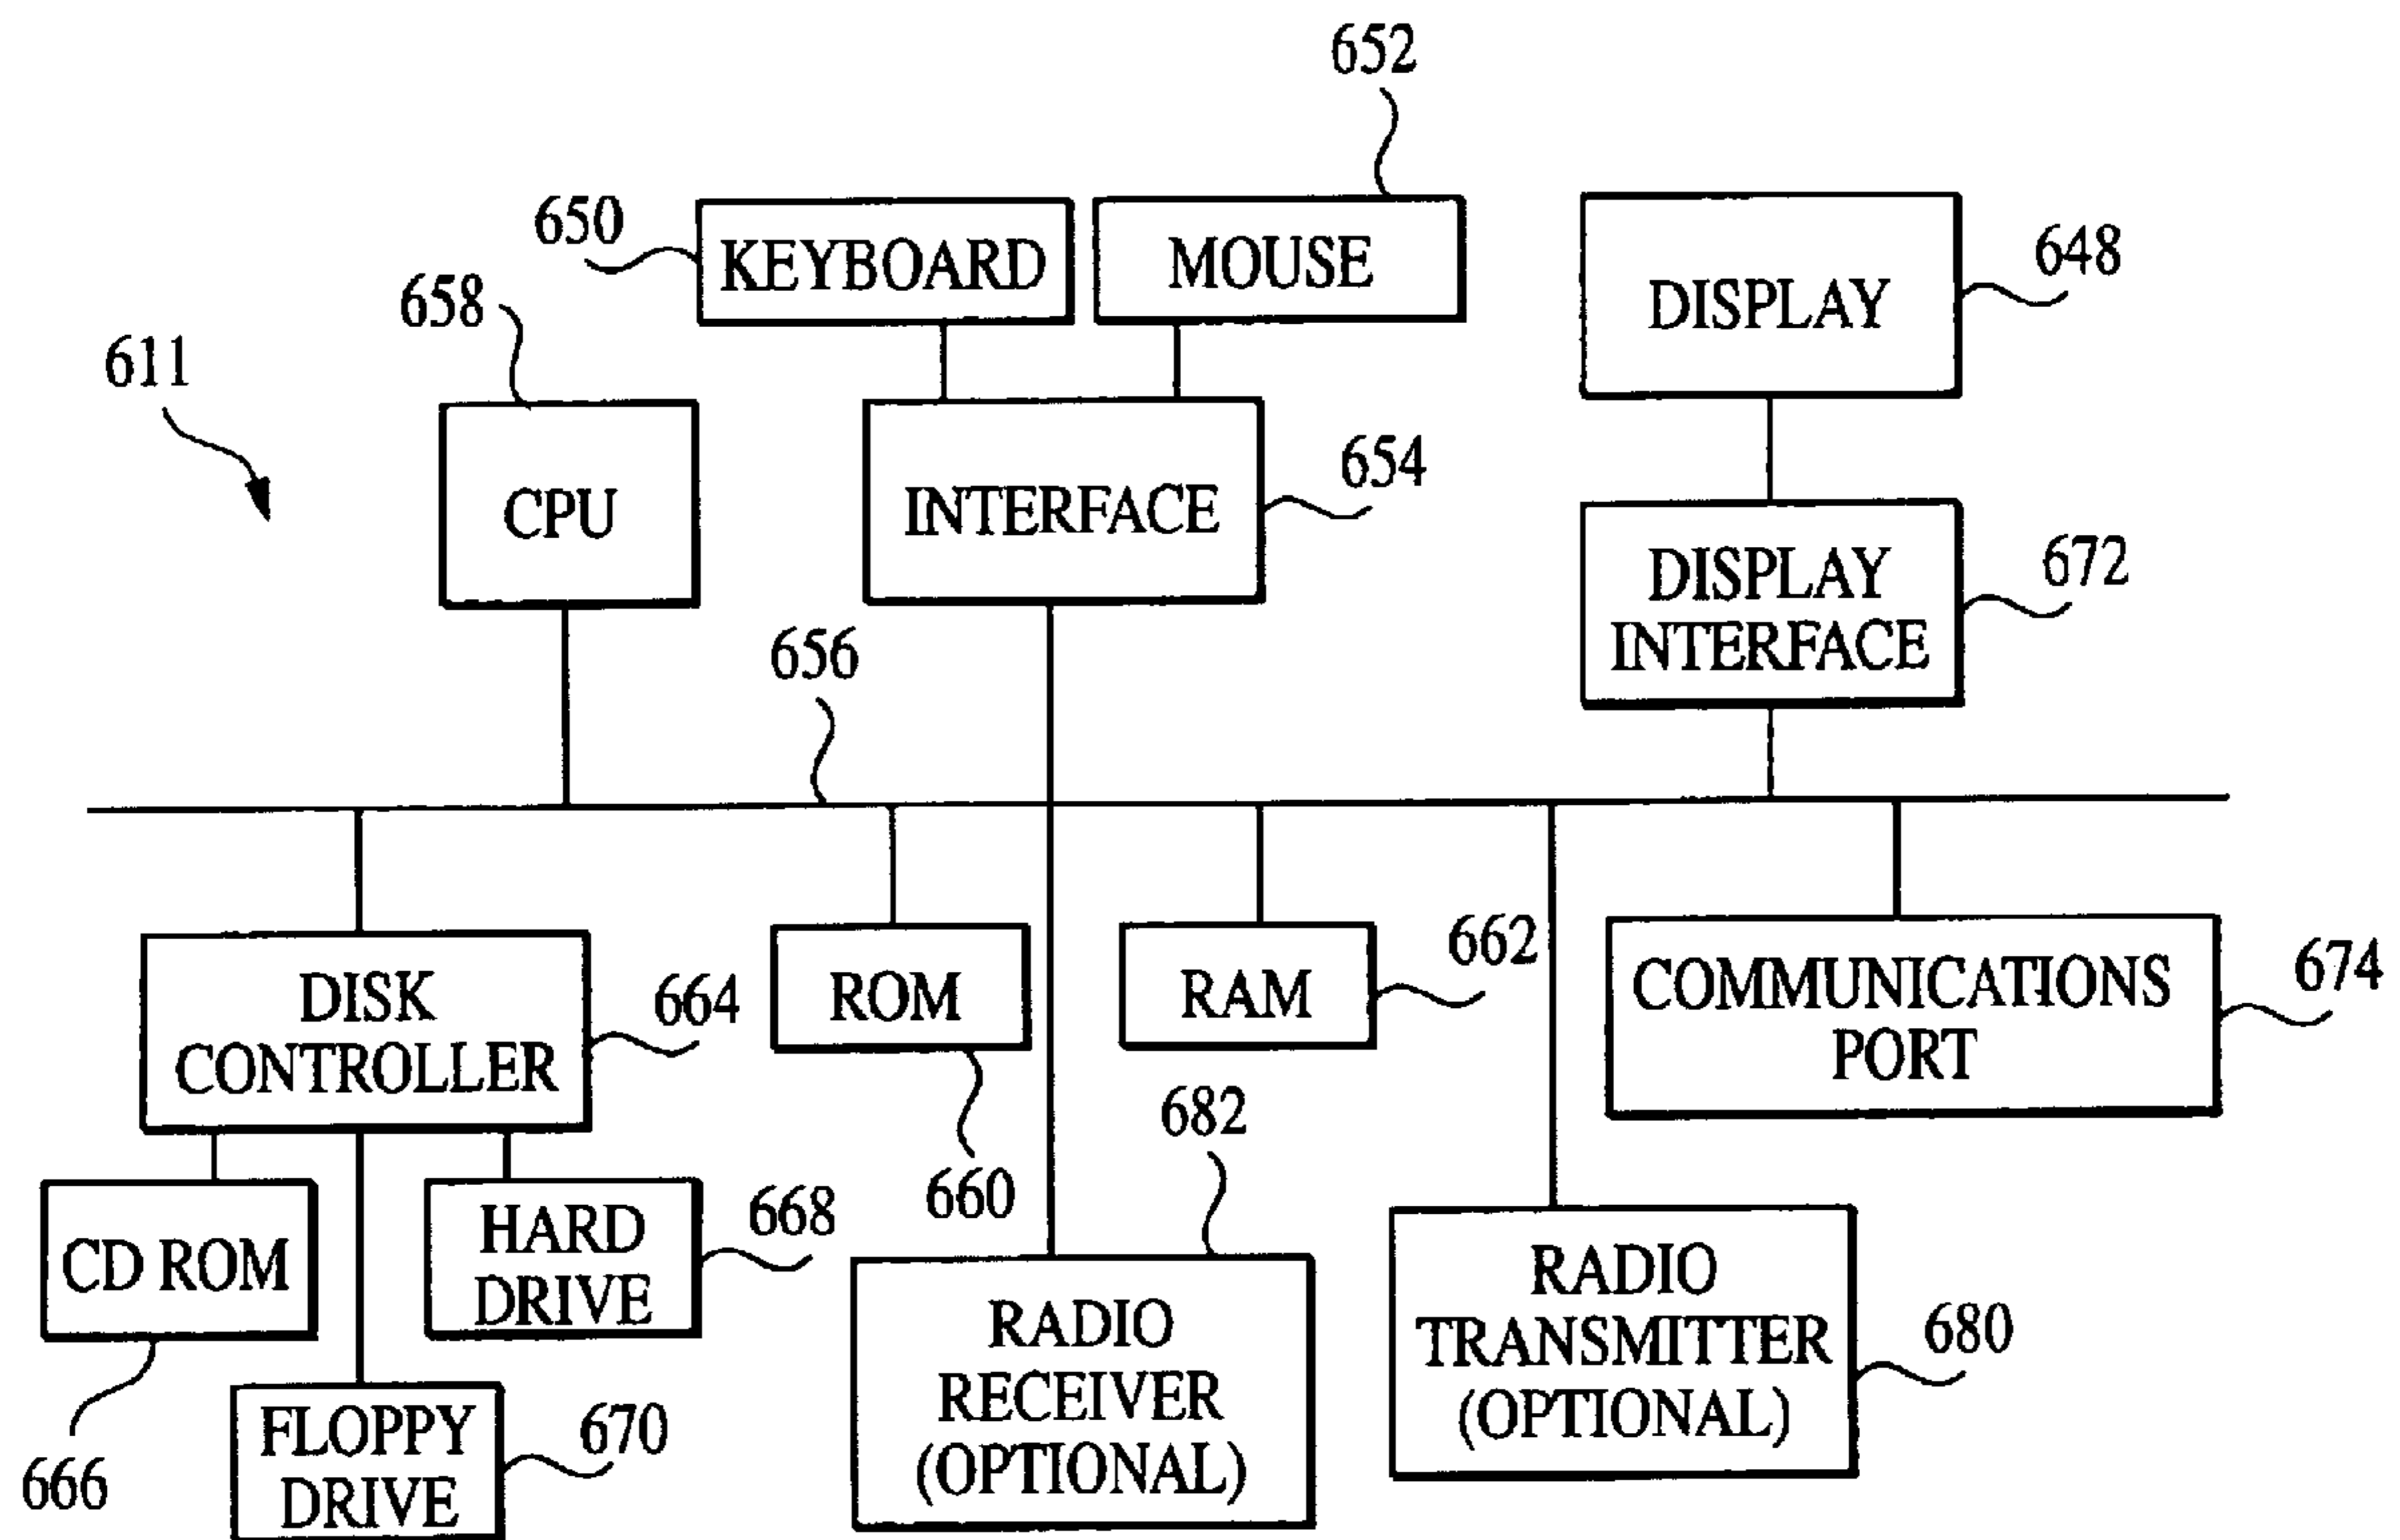 652
650
KEYBOARD
MOUSE
DISPLAY
648
658
611
CPU
INTERFACE
654
DISPLAY
INTERFACE
672
656
DISK
CONTROLLER
664
ROM
660
RAM
662
COMMUNICATIONS
PORT
674
CD ROM
666
HARD
DRIVE
668
FLOPPY
DRIVE
670
682
RADIO
RECEIVER
(OPTIONAL)
RADIO
TRANSMITTER
(OPTIONAL)
680